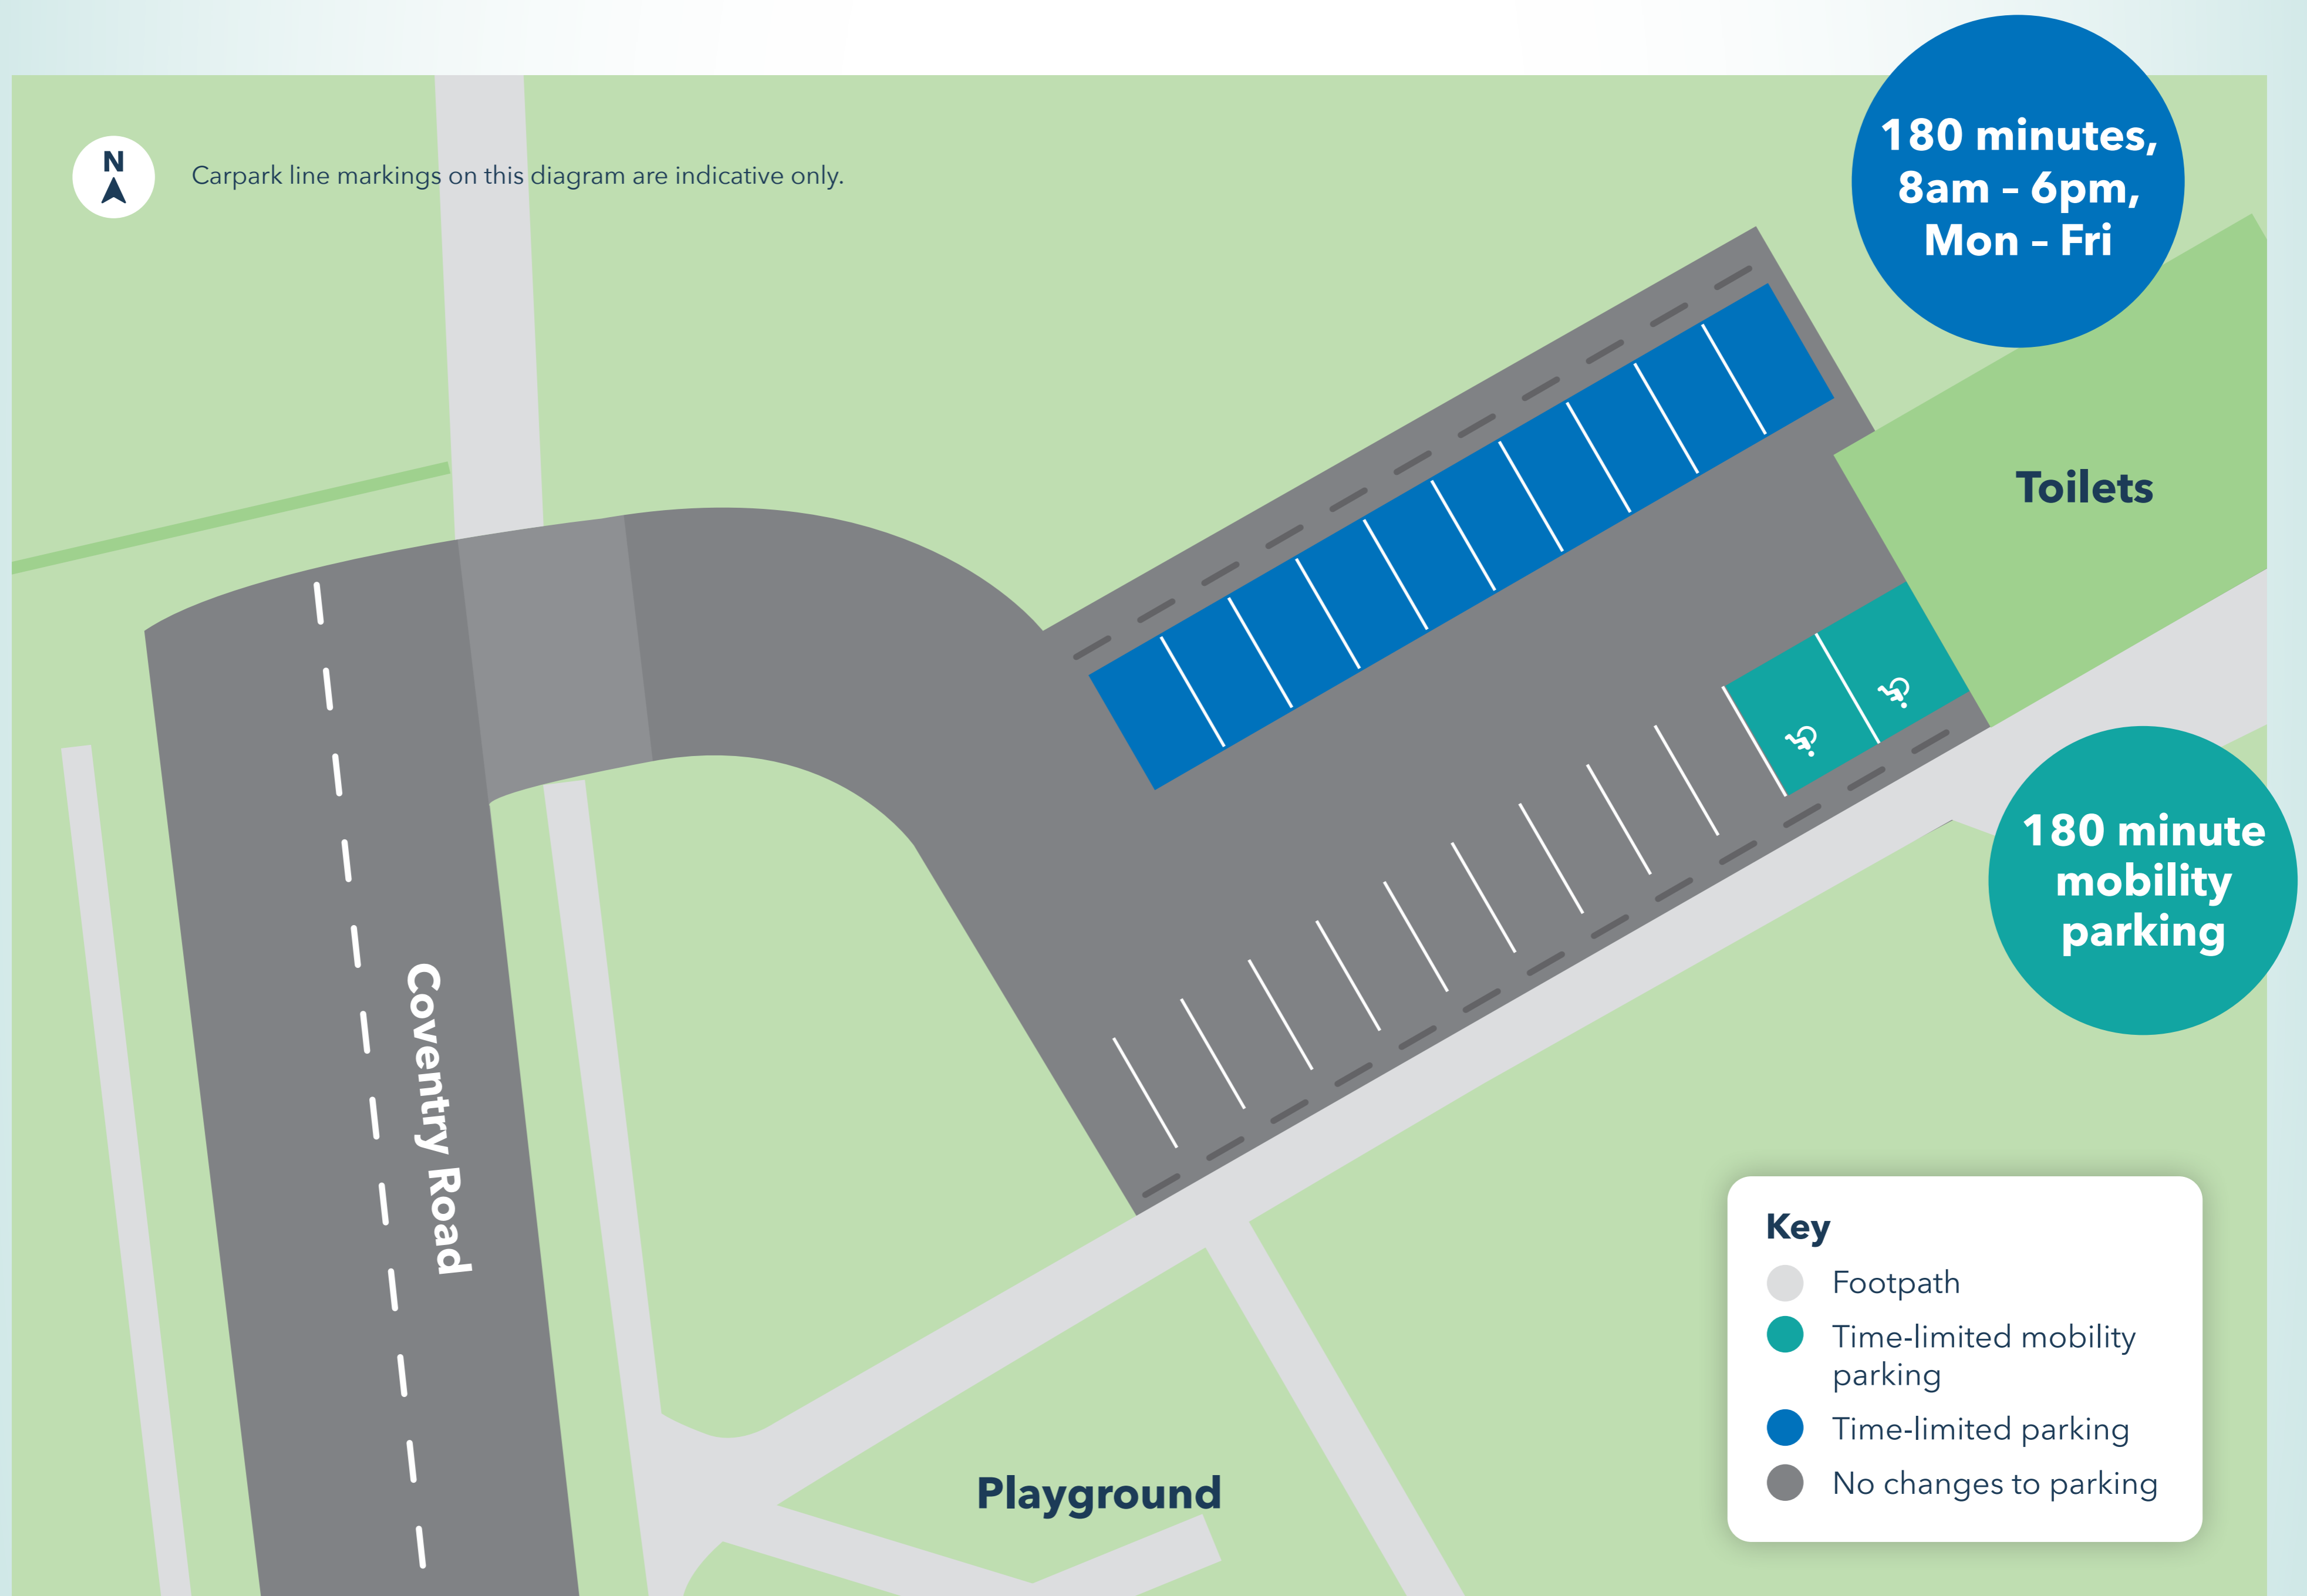 N
Carpark line markings on this diagram are indicative only.
180 minutes,
8am – 6pm,
Mon – Fri
Toilets
180 minute
mobility
parking
Coventry Road
Playground
Key
Footpath
Time-limited mobility
parking
Time-limited parking
No changes to parking